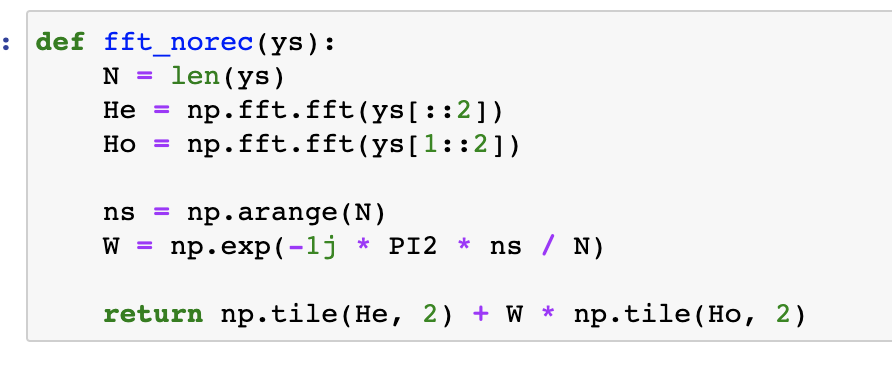 : def fft_norec(ys):
    N = len(ys)
    He = np.fft.fft(ys[::2])
    Ho = np.fft.fft(ys[1::2])

    ns = np.arange(N)
    W = np.exp(-1j * PI2 * ns / N)

    return np.tile(He, 2) + W * np.tile(Ho, 2)